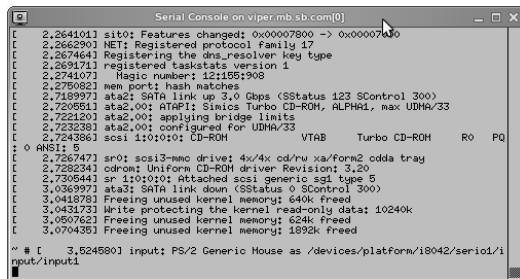 Serial Console on viper.mb.sb.com[0]
[    2.264101] sit0: Features changed: 0x00007800 ->
[    2.266290] NET: Registered protocol family 17
[    2.267464] Registering the dns_resolver key type
[    2.269171] registered taskstats version 1
[    2.274107]   Magic number: 12:155:908
[    2.275082] mem port: hash matches
[    2.718997] ata2: SATA link up 3.0 Gbps (SStatus 123 SControl 300)
[    2.720551] ata2.00: ATAPI: Simics Turbo CD-ROM, ALPHA1, max UDMA/33
[    2.722120] ata2.00: applying bridge limits
[    2.723238] ata2.00: configured for UDMA/33
[    2.724386] scsi 1:0:0:0: CD-ROM            VTAB     Turbo CD-ROM     R0   PQ
: 0 ANSI: 5
[    2.726747] sr0: scsi3-mmc drive: 4x/4x cd/rw xa/form2 cdda tray
[    2.728234] cdrom: Uniform CD-ROM driver Revision: 3.20
[    2.730544] sr 1:0:0:0: Attached scsi generic sg1 type 5
[    3.036997] ata3: SATA link down (SStatus 0 SControl 300)
[    3.041878] Freeing unused kernel memory: 640k freed
[    3.043173] Write protecting the kernel read-only data: 10240k
[    3.050762] Freeing unused kernel memory: 624k freed
[    3.070435] Freeing unused kernel memory: 1892k freed
~ # [    3.524580] input: PS/2 Generic Mouse as /devices/platform/i8042/serio1/i
nput/input1